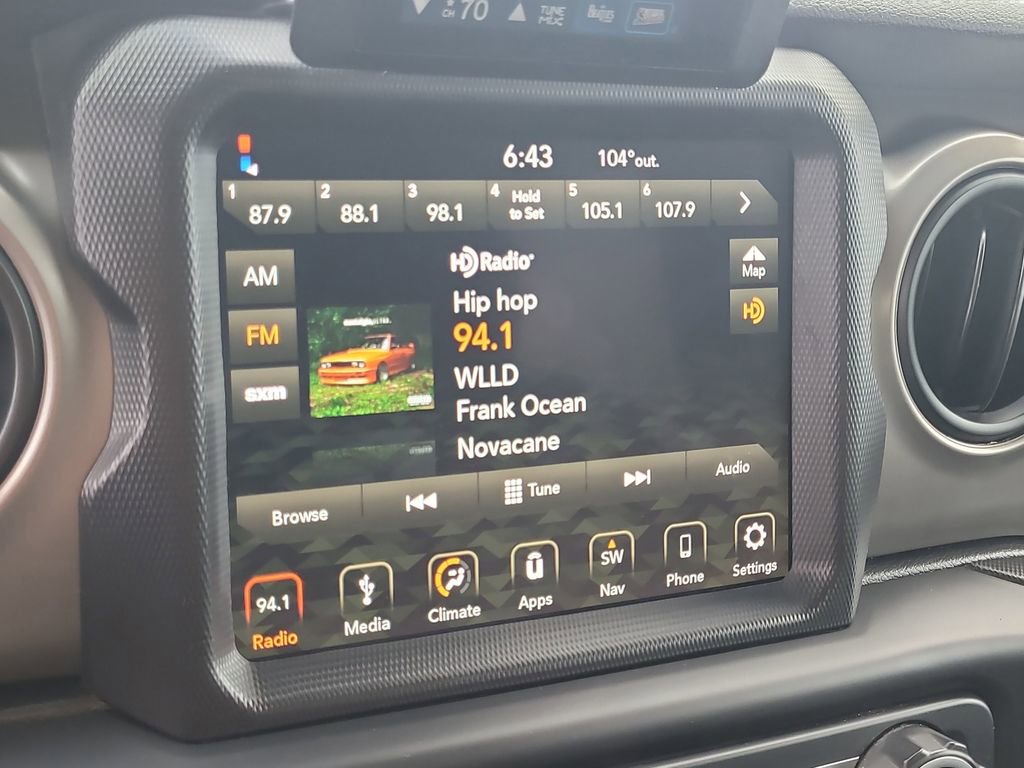 CH 70 TUNE MIX
6:43 104° out.
1 2 3 4 5 6
87.9 88.1 98.1 Hold to Set 105.1 107.9
HD Radio
AM Map
Hip hop
FM 94.1 HD
WLLD
sxm Frank Ocean
Novacane
Browse Tune Audio
94.1 SW
Radio Media Climate Apps Nav Phone Settings